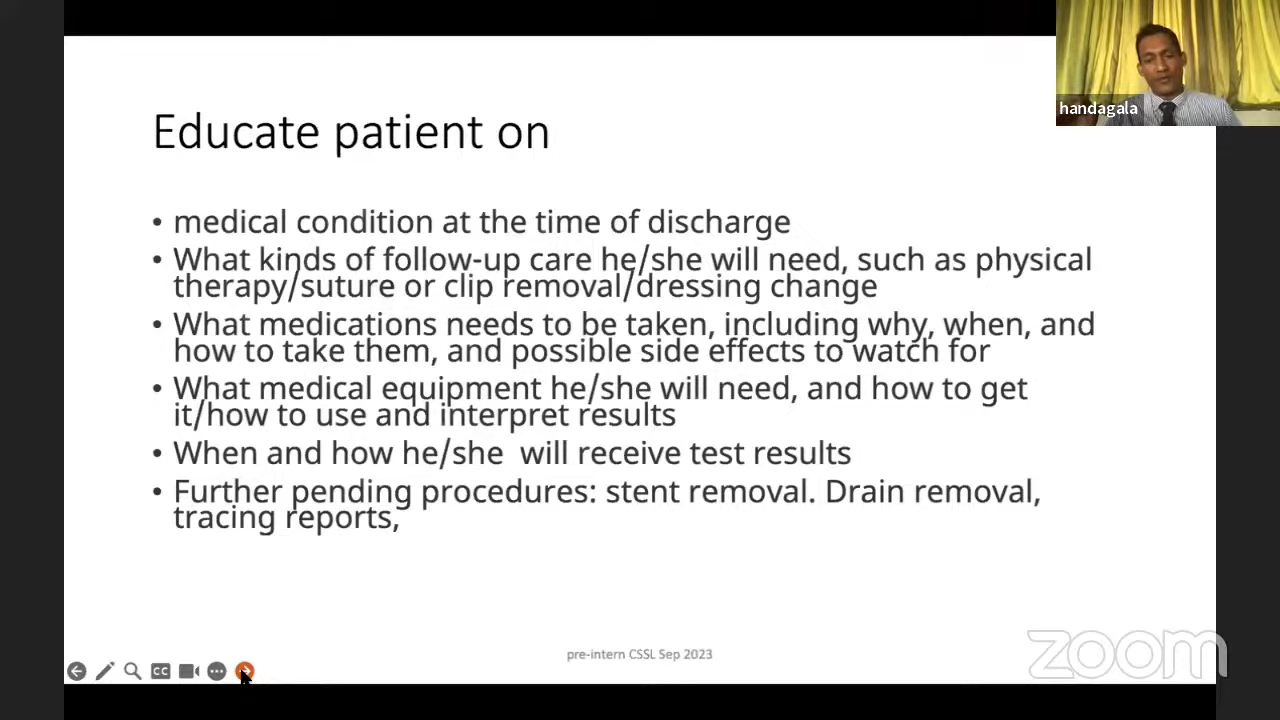 handagala
Educate patient on
• medical condition at the time of discharge
• What kinds of follow-up care he/she will need, such as physical
therapy/suture or clip removal/dressing change
• What medications needs to be taken, including why, when, and
how to take them, and possible side effects to watch for
• What medical equipment he/she will need, and how to get
it/how to use and interpret results
• When and how he/she  will receive test results
• Further pending procedures: stent removal. Drain removal,
tracing reports,
pre-intern CSSL Sep 2023
zoom
CC